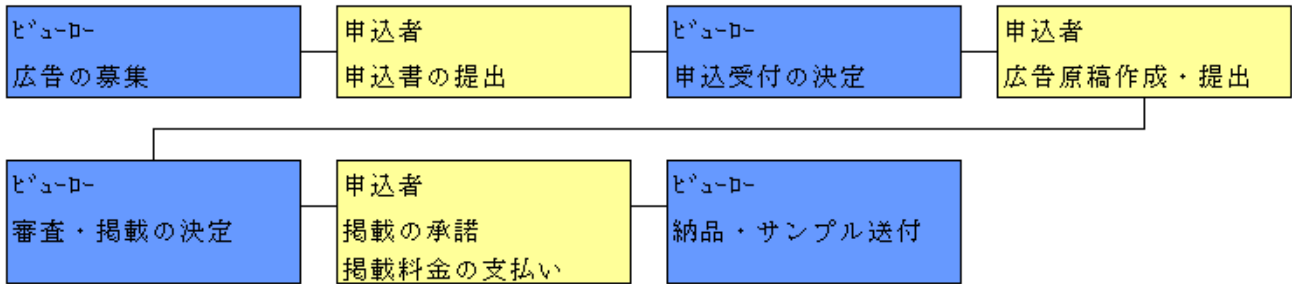 ﾋﾞｭｰﾛｰ
広告の募集
申込者
申込書の提出
ﾋﾞｭｰﾛｰ
申込受付の決定
申込者
広告原稿作成・提出
ﾋﾞｭｰﾛｰ
審査・掲載の決定
申込者
掲載の承諾
掲載料金の支払い
ﾋﾞｭｰﾛｰ
納品・サンプル送付